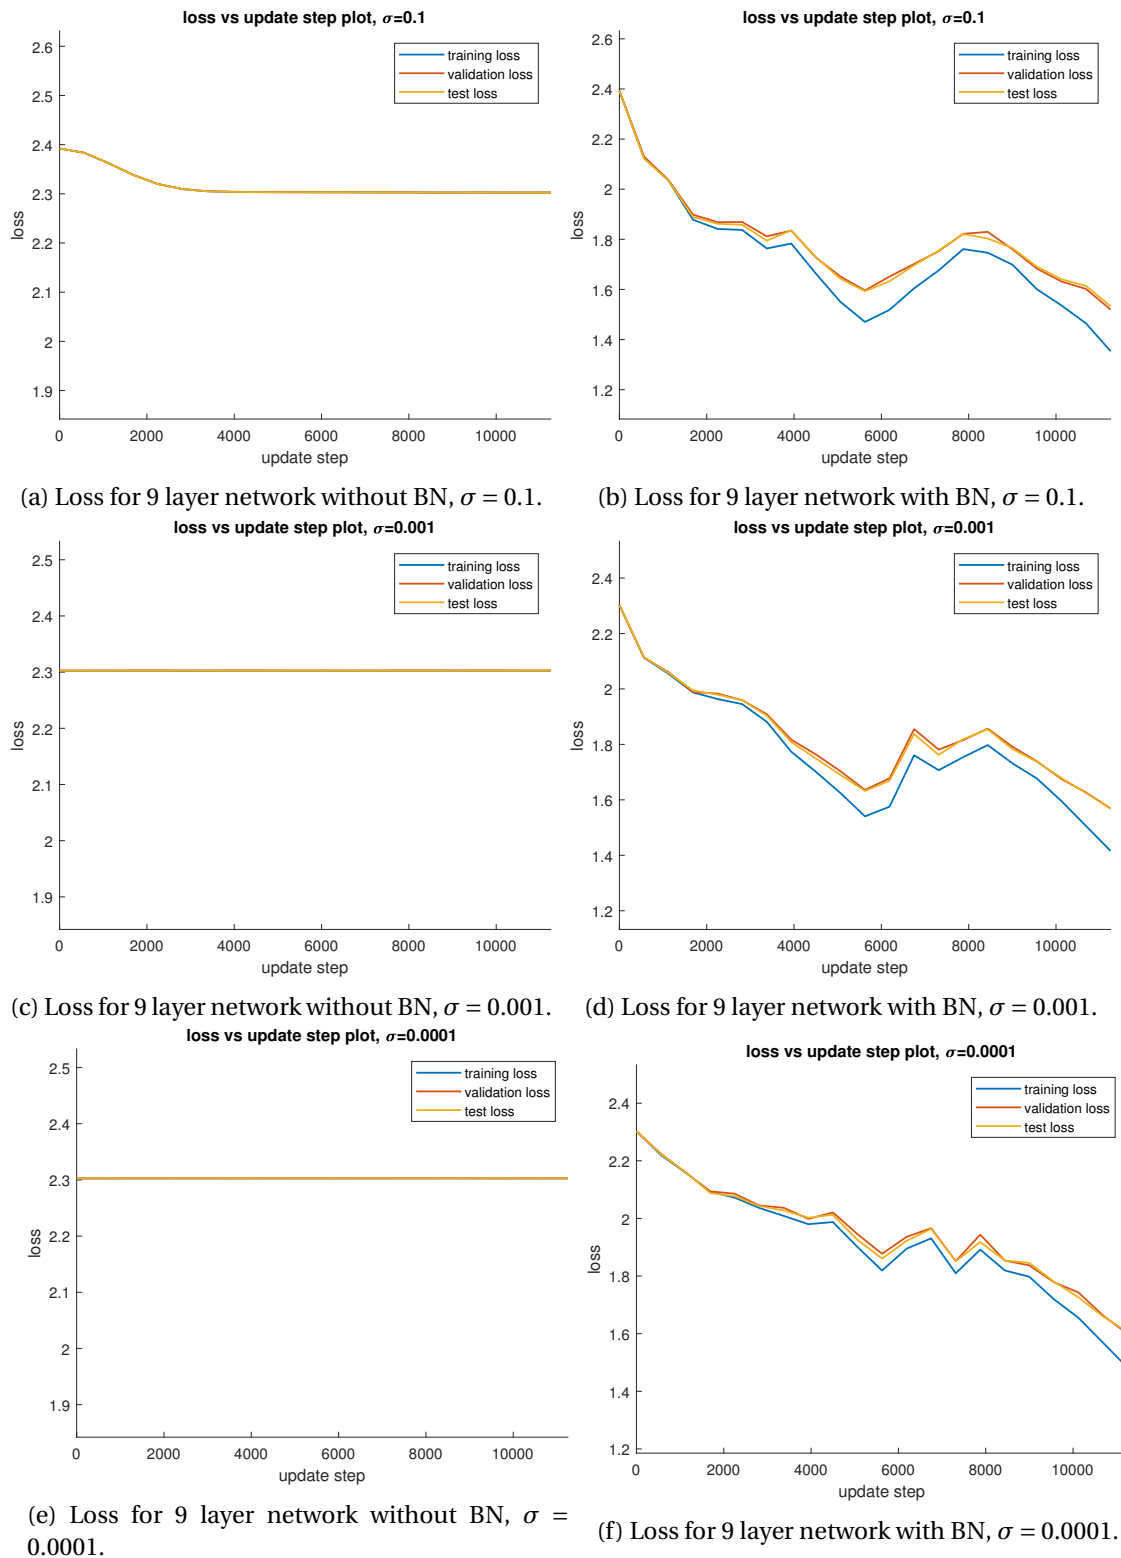 loss vs update step plot, σ=0.1
2.6
2.5
2.4
2.3
2.2
2.1
2
1.9
loss
training loss
validation loss
test loss
0 2000 4000 6000 8000 10000
update step
(a) Loss for 9 layer network without BN, σ = 0.1.
loss vs update step plot, σ=0.1
2.6
2.4
2.2
2
1.8
1.6
1.4
1.2
loss
training loss
validation loss
test loss
0 2000 4000 6000 8000 10000
update step
(b) Loss for 9 layer network with BN, σ = 0.1.
loss vs update step plot, σ=0.001
2.5
2.4
2.3
2.2
2.1
2
1.9
loss
training loss
validation loss
test loss
0 2000 4000 6000 8000 10000
update step
(c) Loss for 9 layer network without BN, σ = 0.001.
loss vs update step plot, σ=0.001
2.4
2.2
2
1.8
1.6
1.4
1.2
loss
training loss
validation loss
test loss
0 2000 4000 6000 8000 10000
update step
(d) Loss for 9 layer network with BN, σ = 0.001.
loss vs update step plot, σ=0.0001
2.5
2.4
2.3
2.2
2.1
2
1.9
loss
training loss
validation loss
test loss
0 2000 4000 6000 8000 10000
update step
(e) Loss for 9 layer network without BN, σ =
0.0001.
loss vs update step plot, σ=0.0001
2.4
2.2
2
1.8
1.6
1.4
1.2
loss
training loss
validation loss
test loss
0 2000 4000 6000 8000 10000
update step
(f) Loss for 9 layer network with BN, σ = 0.0001.